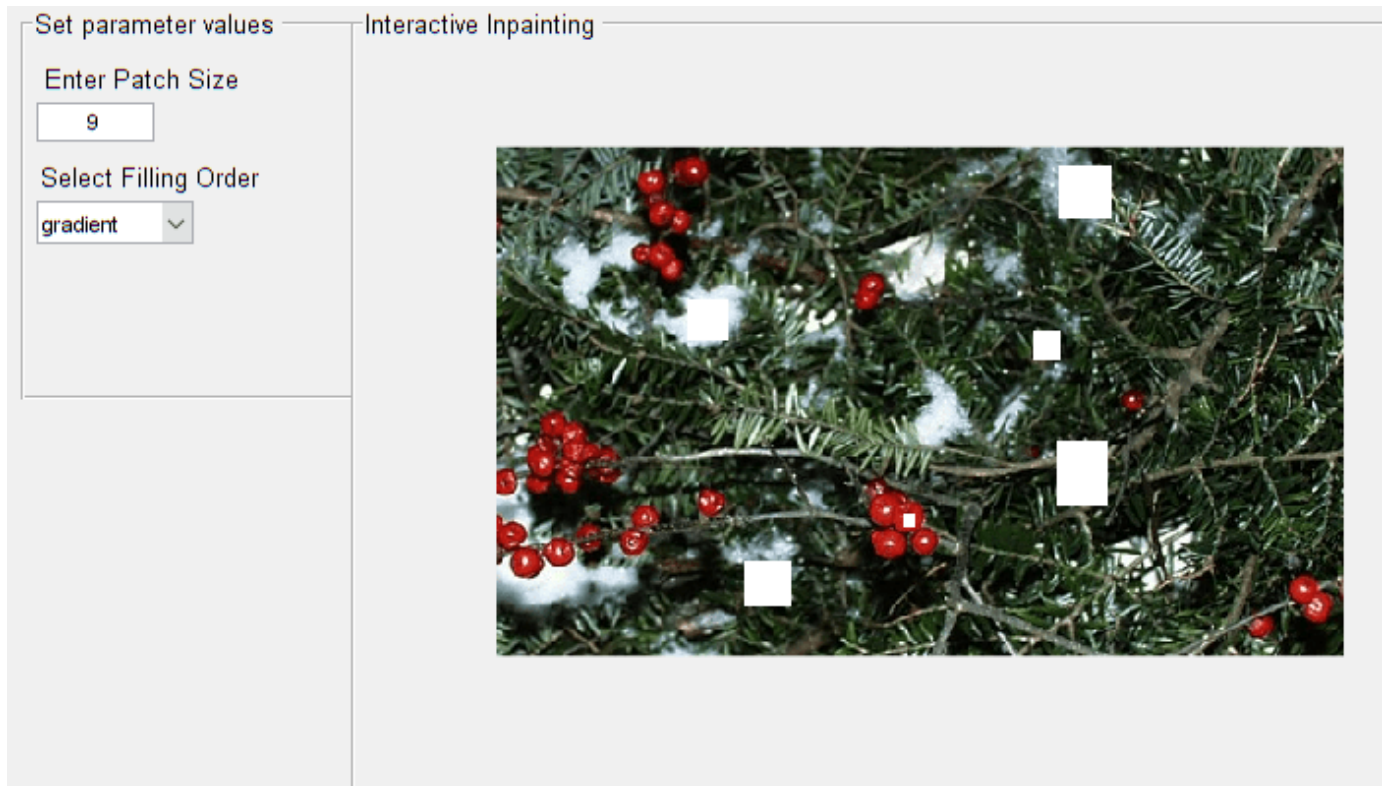 Set parameter values
Enter Patch Size
9
Select Filling Order
gradient
Interactive Inpainting